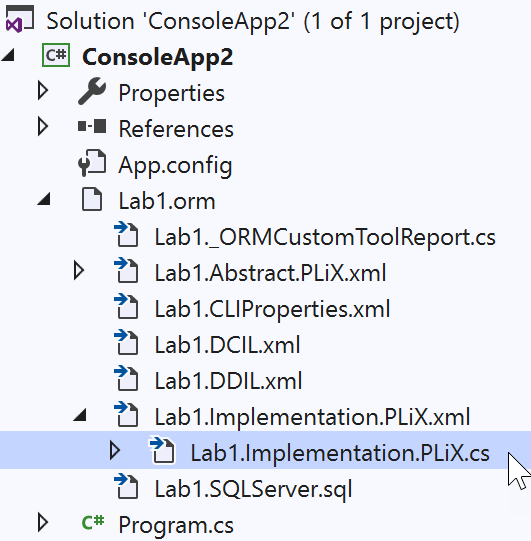 Solution 'ConsoleApp2' (1 of 1 project)
C# ConsoleApp2
Properties
References
App.config
Lab1.orm
Lab1._ORMCustomToolReport.cs
Lab1.Abstract.PLiX.xml
Lab1.CLIProperties.xml
Lab1.DCIL.xml
Lab1.DDIL.xml
Lab1.Implementation.PLiX.xml
Lab1.Implementation.PLiX.cs
Lab1.SQLServer.sql
C# Program.cs